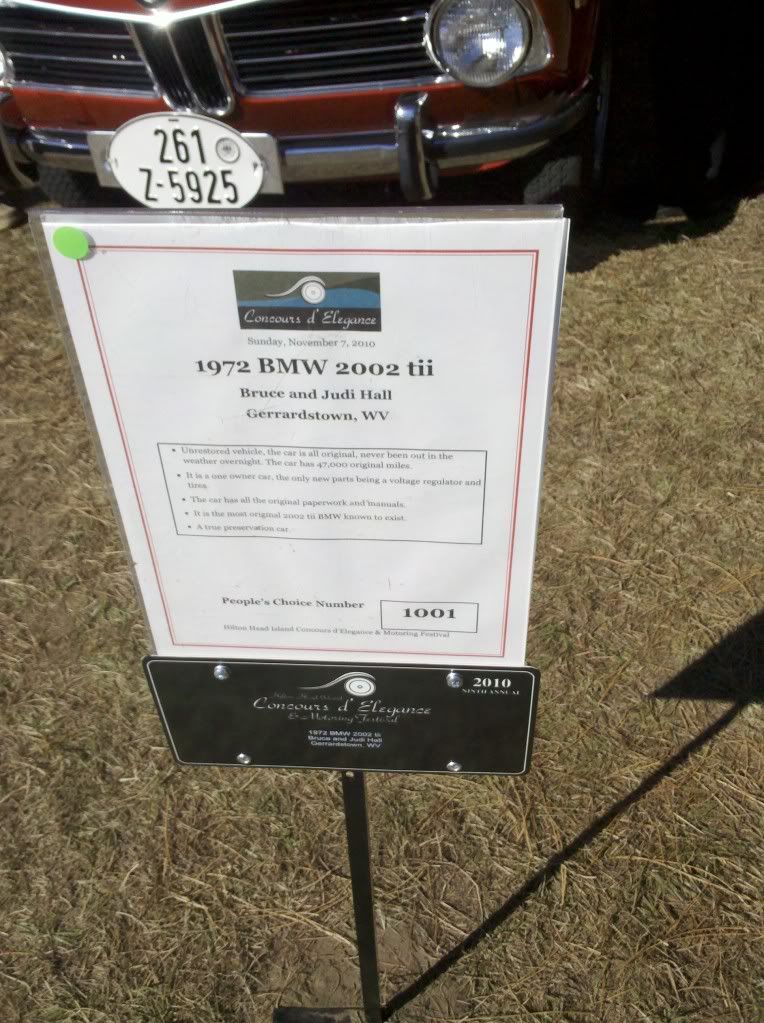 261
Z-5925
Concours d'Elegance
Sunday, November 7, 2010
1972 BMW 2002 tii
Bruce and Judi Hall
Gerrardstown, WV
• Unrestored vehicle, the car is all original, never been out in the
weather overnight. The car has 47,000 original miles.
• It is a one owner car, the only new parts being a voltage regulator and
tires.
• The car has all the original paperwork and manuals.
• It is the most original 2002 tii BMW known to exist.
• A true preservation car.
People's Choice Number
1001
Hilton Head Island Concours d'Elegance & Motoring Festival
2010
NINTH ANNUAL
Hilton Head Island
Concours d'Elegance
& Motoring Festival
1972 BMW 2002 tii
Bruce and Judi Hall
Gerrardstown, WV